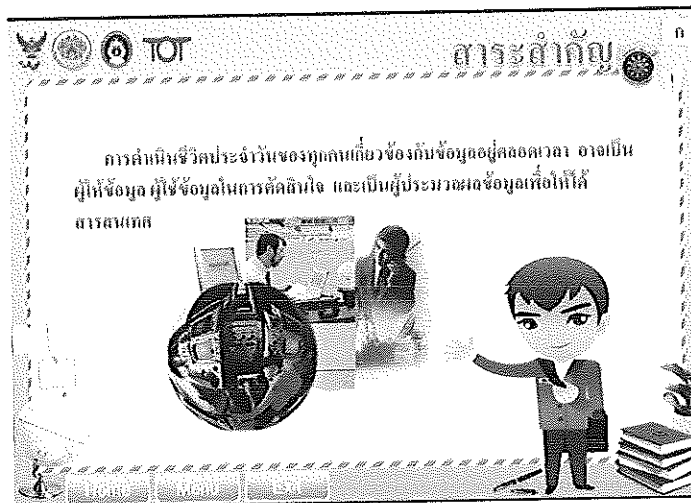 TOT
สาระสำคัญ
ก
การดำเนินชีวิตประจำวันของทุกคนเกี่ยวข้องกับข้อมูลอยู่ตลอดเวลา อาจเป็น
ผู้ให้ข้อมูล ผู้ใช้ข้อมูลในการตัดสินใจ และเป็นผู้ประมวลผลข้อมูลเพื่อให้ได้
สารสนเทศ
Home Menu Exit